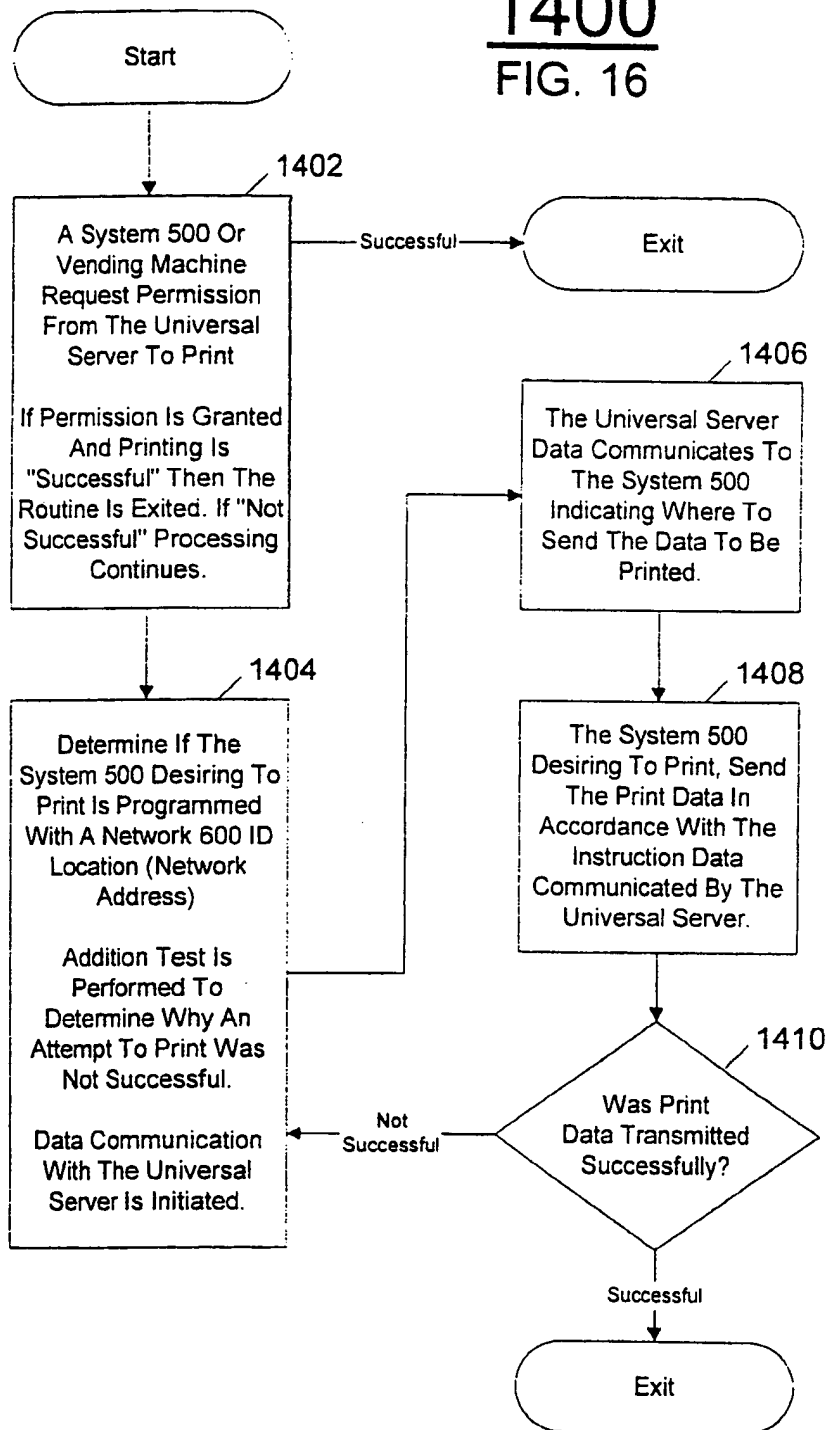 1400
FIG. 16
Start
1402
A System 500 Or
Vending Machine
Request Permission
From The Universal
Server To Print
If Permission Is Granted
And Printing Is
"Successful" Then The
Routine Is Exited. If "Not
Successful" Processing
Continues.
Successful
Exit
1404
Determine If The
System 500 Desiring To
Print Is Programmed
With A Network 600 ID
Location (Network
Address)
Addition Test Is
Performed To
Determine Why An
Attempt To Print Was
Not Successful.
Data Communication
With The Universal
Server Is Initiated.
1406
The Universal Server
Data Communicates To
The System 500
Indicating Where To
Send The Data To Be
Printed.
1408
The System 500
Desiring To Print, Send
The Print Data In
Accordance With The
Instruction Data
Communicated By The
Universal Server.
1410
Was Print
Data Transmitted
Successfully?
Not
Successful
Successful
Exit